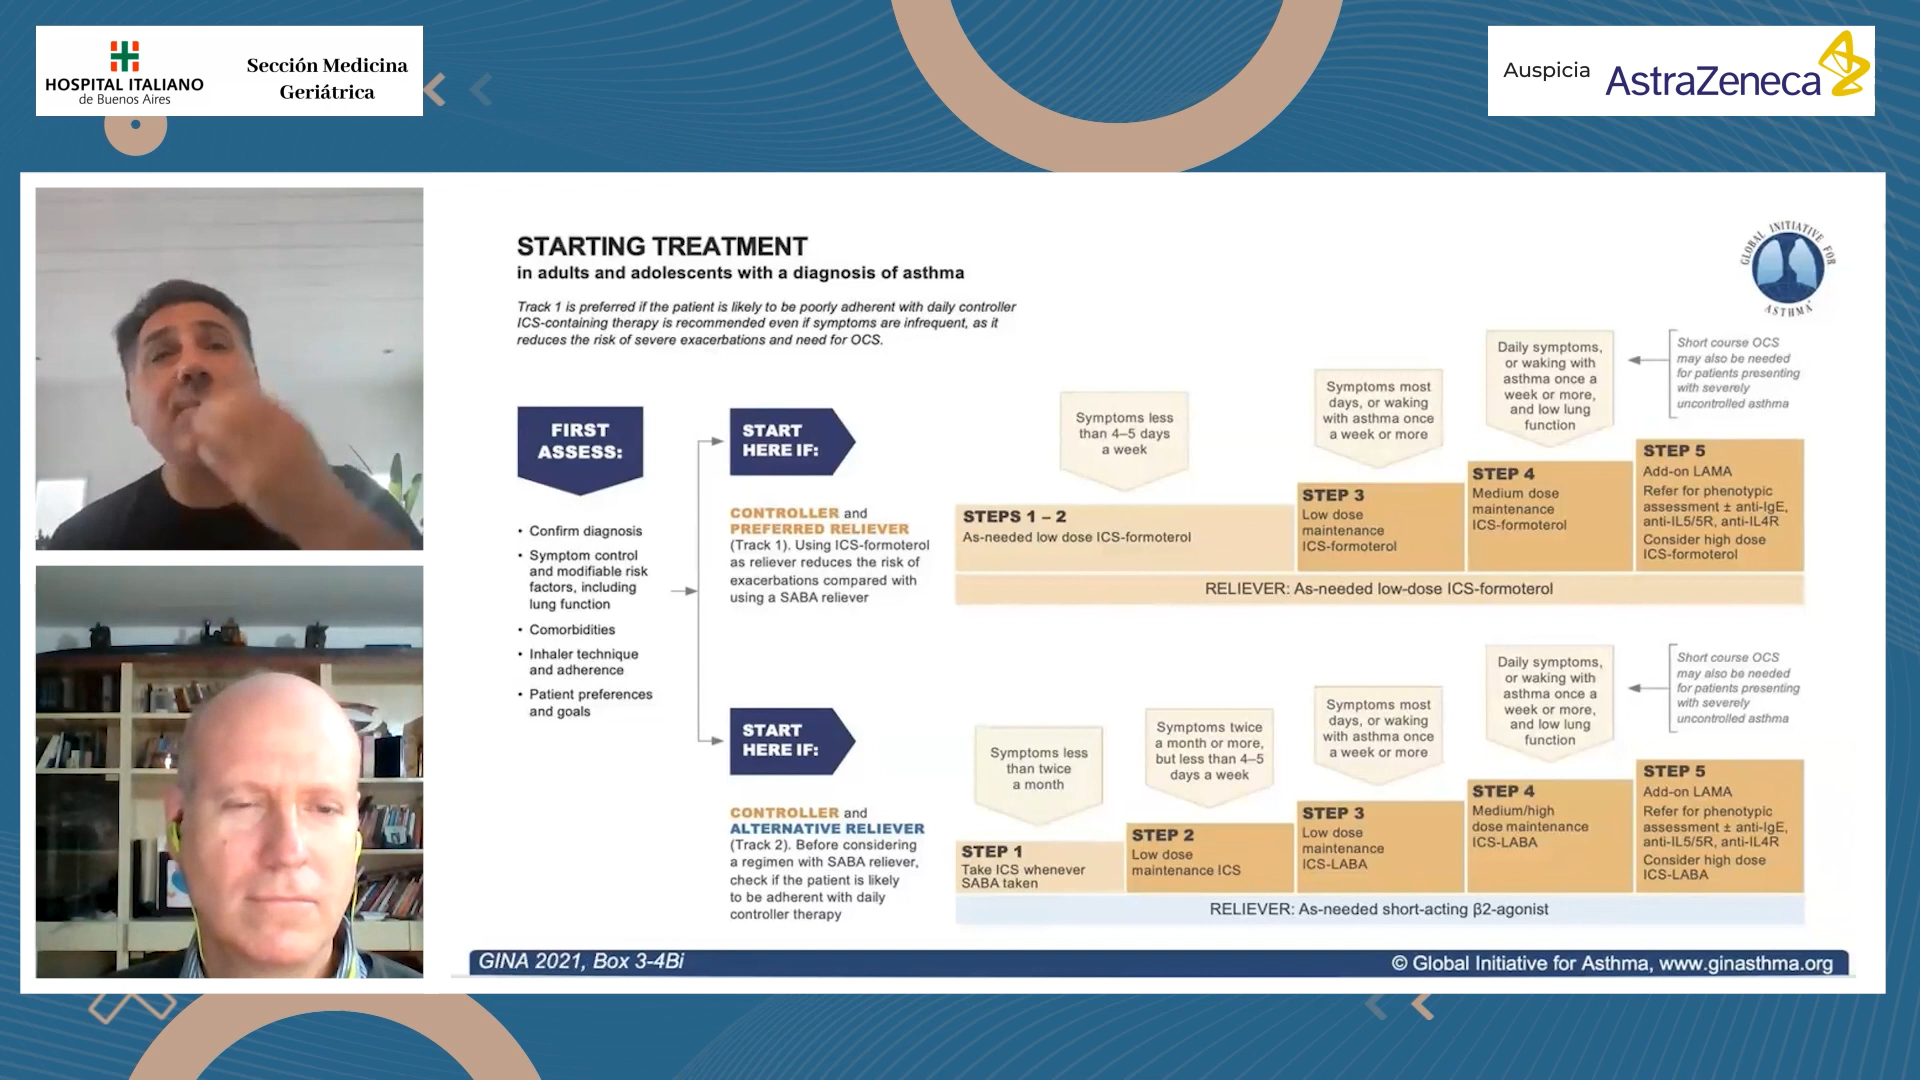 HOSPITAL ITALIANO
de Buenos Aires
Sección Medicina
Geriátrica
Auspicia AstraZeneca
STARTING TREATMENT
in adults and adolescents with a diagnosis of asthma
Track 1 is preferred if the patient is likely to be poorly adherent with daily controller
ICS-containing therapy is recommended even if symptoms are infrequent, as it
reduces the risk of severe exacerbations and need for OCS.
GLOBAL INITIATIVE FOR
ASTHMA
FIRST
ASSESS:
• Confirm diagnosis
• Symptom control
and modifiable risk
factors, including
lung function
• Comorbidities
• Inhaler technique
and adherence
• Patient preferences
and goals
START
HERE IF:
CONTROLLER and
PREFERRED RELIEVER
(Track 1). Using ICS-formoterol
as reliever reduces the risk of
exacerbations compared with
using a SABA reliever
Symptoms less
than 4–5 days
a week
Symptoms most
days, or waking
with asthma once
a week or more
Daily symptoms,
or waking with
asthma once a
week or more,
and low lung
function
Short course OCS
may also be needed
for patients presenting
with severely
uncontrolled asthma
STEPS 1 – 2
As-needed low dose ICS-formoterol
STEP 3
Low dose
maintenance
ICS-formoterol
STEP 4
Medium dose
maintenance
ICS-formoterol
STEP 5
Add-on LAMA
Refer for phenotypic
assessment ± anti-IgE,
anti-IL5/5R, anti-IL4R
Consider high dose
ICS-formoterol
RELIEVER: As-needed low-dose ICS-formoterol
START
HERE IF:
CONTROLLER and
ALTERNATIVE RELIEVER
(Track 2). Before considering
a regimen with SABA reliever,
check if the patient is likely
to be adherent with daily
controller therapy
Symptoms less
than twice
a month
Symptoms twice
a month or more,
but less than 4–5
days a week
Symptoms most
days, or waking
with asthma once
a week or more
Daily symptoms,
or waking with
asthma once a
week or more,
and low lung
function
Short course OCS
may also be needed
for patients presenting
with severely
uncontrolled asthma
STEP 1
Take ICS whenever
SABA taken
STEP 2
Low dose
maintenance ICS
STEP 3
Low dose
maintenance
ICS-LABA
STEP 4
Medium/high
dose maintenance
ICS-LABA
STEP 5
Add-on LAMA
Refer for phenotypic
assessment ± anti-IgE,
anti-IL5/5R, anti-IL4R
Consider high dose
ICS-LABA
RELIEVER: As-needed short-acting β2-agonist
GINA 2021, Box 3-4Bi
© Global Initiative for Asthma, www.ginasthma.org